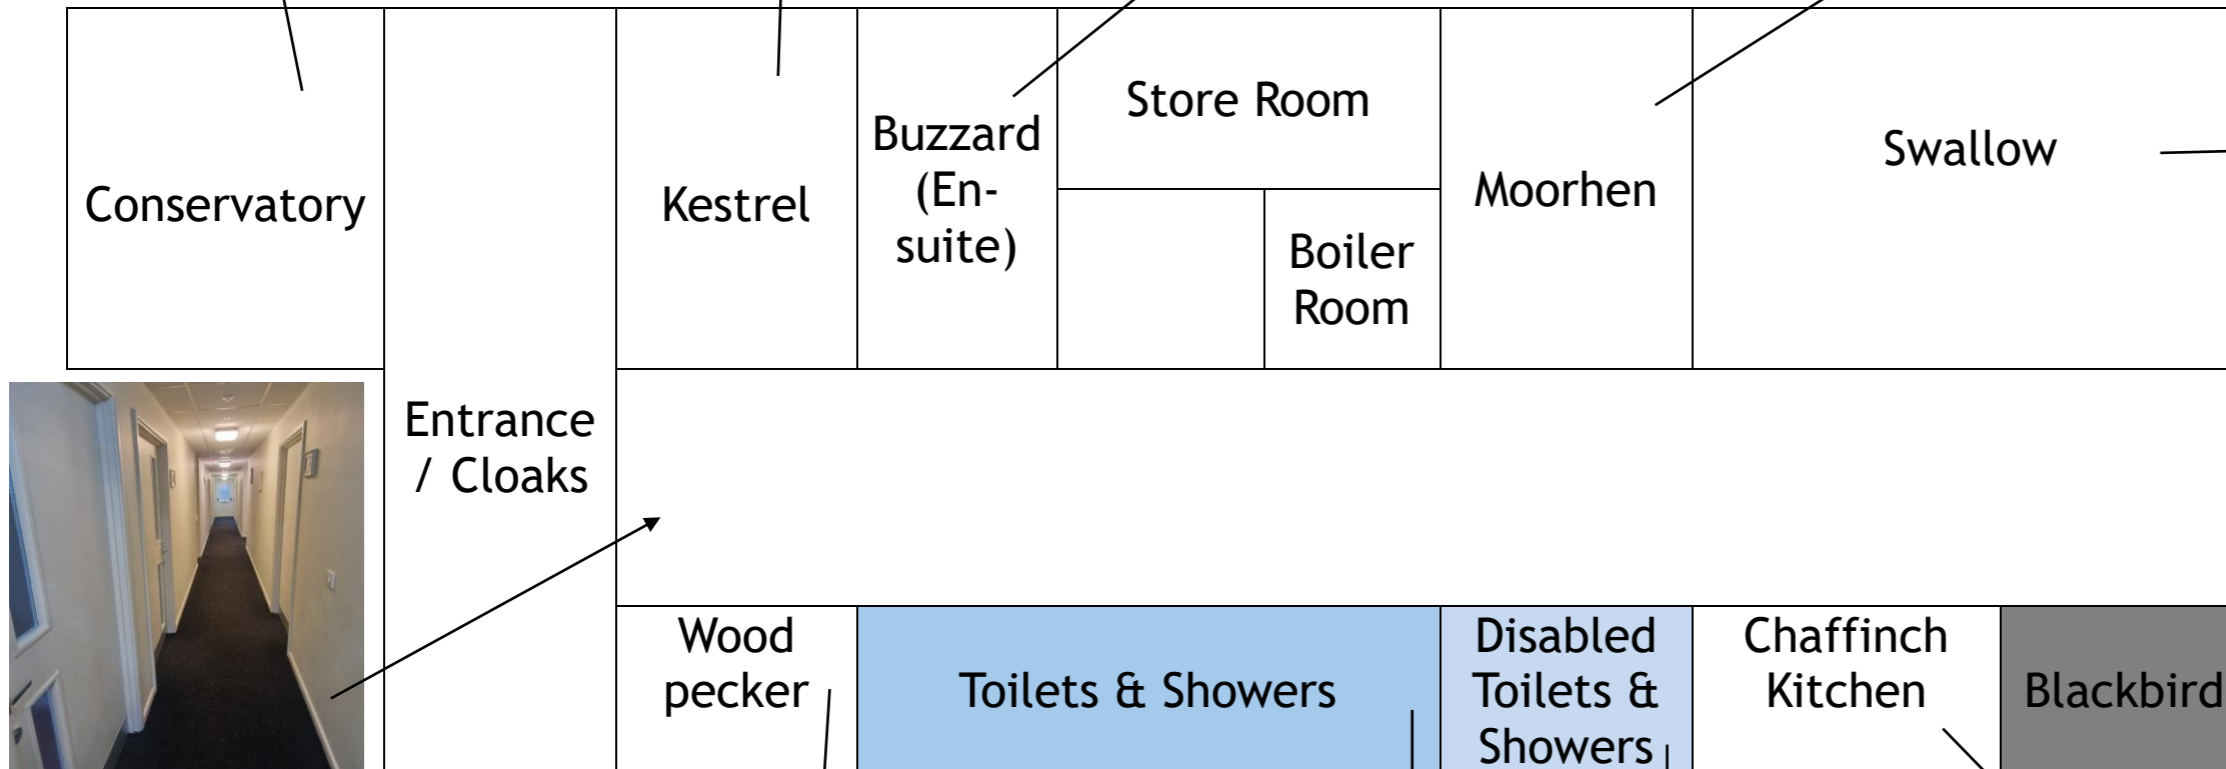 Conservatory
Entrance
/ Cloaks
Kestrel
Buzzard
(En-
suite)
Store Room
Boiler
Room
Moorhen
Swallow
Wood
pecker
Toilets & Showers
Disabled
Toilets &
Showers
Chaffinch
Kitchen
Blackbird